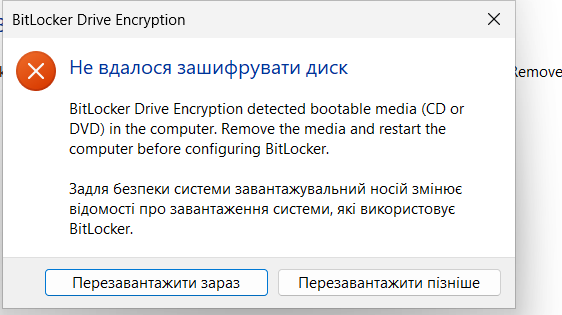 BitLocker Drive Encryption
Не вдалося зашифрувати диск
Remove
BitLocker Drive Encryption detected bootable media (CD or
DVD) in the computer. Remove the media and restart the
computer before configuring BitLocker.
Задля безпеки системи завантажувальний носій змінює
відомості про завантаження системи, які використовує
BitLocker.
Перезавантажити зараз
Перезавантажити пізніше